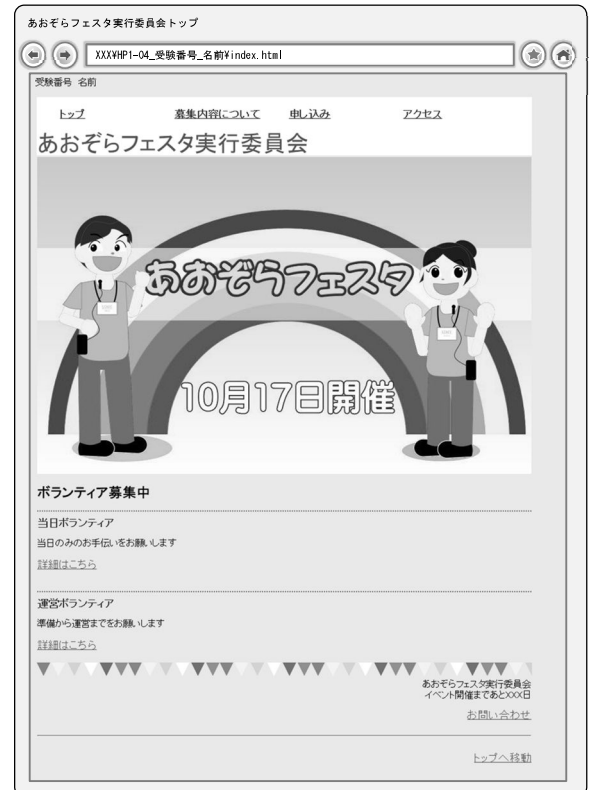 あおぞらフェスタ実行委員会トップ
XXX¥HP1-04_受験番号_名前¥index.html
受験番号 名前
トップ 募集内容について 申し込み アクセス
あおぞらフェスタ実行委員会
あおぞらフェスタ
10月17日開催
ボランティア募集中
当日ボランティア
当日のみのお手伝いをお願いします
詳細はこちら
運営ボランティア
準備から運営までをお願いします
詳細はこちら
あおぞらフェスタ実行委員会
イベント開催まであとXXX日
お問い合わせ
トップへ移動